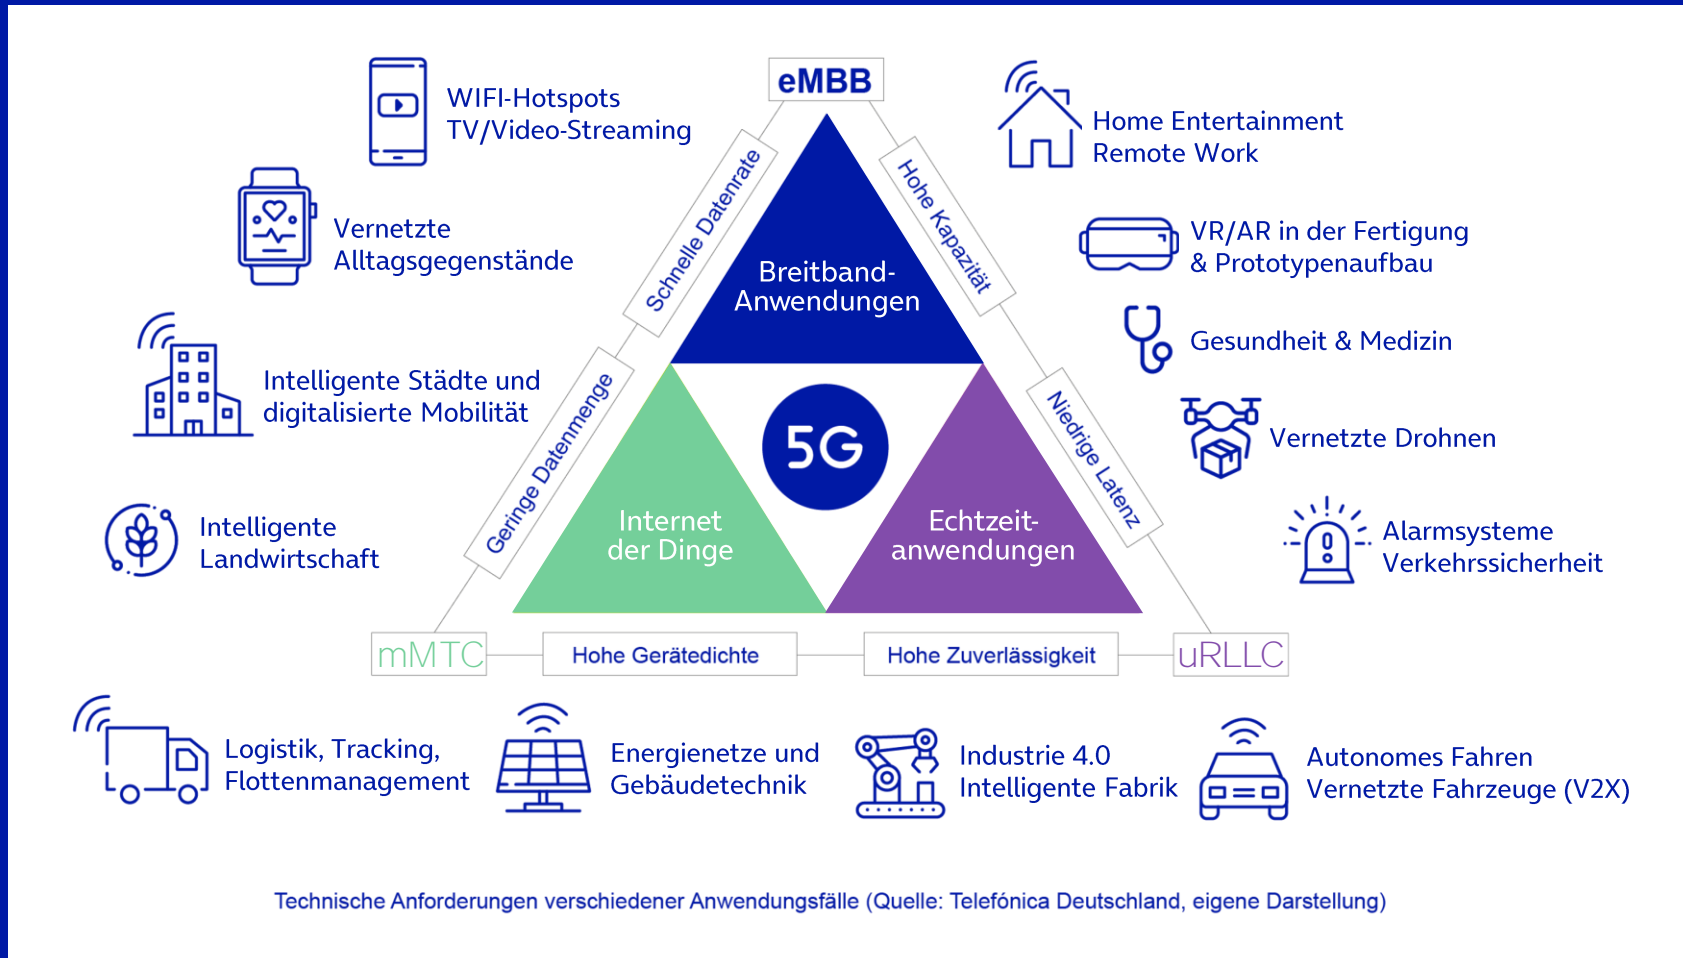 eMBB
WIFI-Hotspots
TV/Video-Streaming
Home Entertainment
Remote Work
Schnelle Datenrate
Hohe Kapazität
Vernetzte
Alltagsgegenstände
VR/AR in der Fertigung
& Prototypenaufbau
Breitband-
Anwendungen
Gesundheit & Medizin
Intelligente Städte und
digitalisierte Mobilität
Geringe Datenmenge
5G
Niedrige Latenz
Vernetzte Drohnen
Intelligente
Landwirtschaft
Internet
der Dinge
Echtzeit-
anwendungen
Alarmsysteme
Verkehrssicherheit
mMTC
Hohe Gerätedichte
Hohe Zuverlässigkeit
uRLLC
Logistik, Tracking,
Flottenmanagement
Energienetze und
Gebäudetechnik
Industrie 4.0
Intelligente Fabrik
Autonomes Fahren
Vernetzte Fahrzeuge (V2X)
Technische Anforderungen verschiedener Anwendungsfälle (Quelle: Telefónica Deutschland, eigene Darstellung)